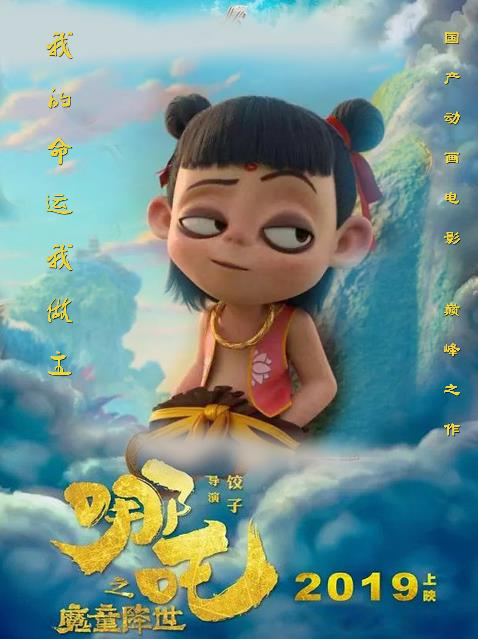 我的命运我做主
国产动画电影 巅峰之作
哪吒
之
魔童降世
导演
饺子
2019上映